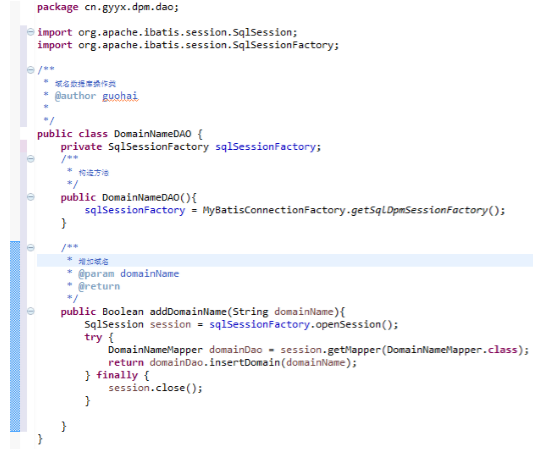 package cn.gyyx.dpm.dao;
import org.apache.ibatis.session.SqlSession;
import org.apache.ibatis.session.SqlSessionFactory;
/**
* 域名数据库操作类
* @author guohai
*
*/
public class DomainNameDAO {
private SqlSessionFactory sqlSessionFactory;
/**
* 构造方法
*/
public DomainNameDAO(){
sqlSessionFactory = MyBatisConnectionFactory.getSqlDpmSessionFactory();
}
/**
* 增加域名
* @param domainName
* @return
*/
public Boolean addDomainName(String domainName){
SqlSession session = sqlSessionFactory.openSession();
try {
DomainNameMapper domainDao = session.getMapper(DomainNameMapper.class);
return domainDao.insertDomain(domainName);
} finally {
session.close();
}
}
}